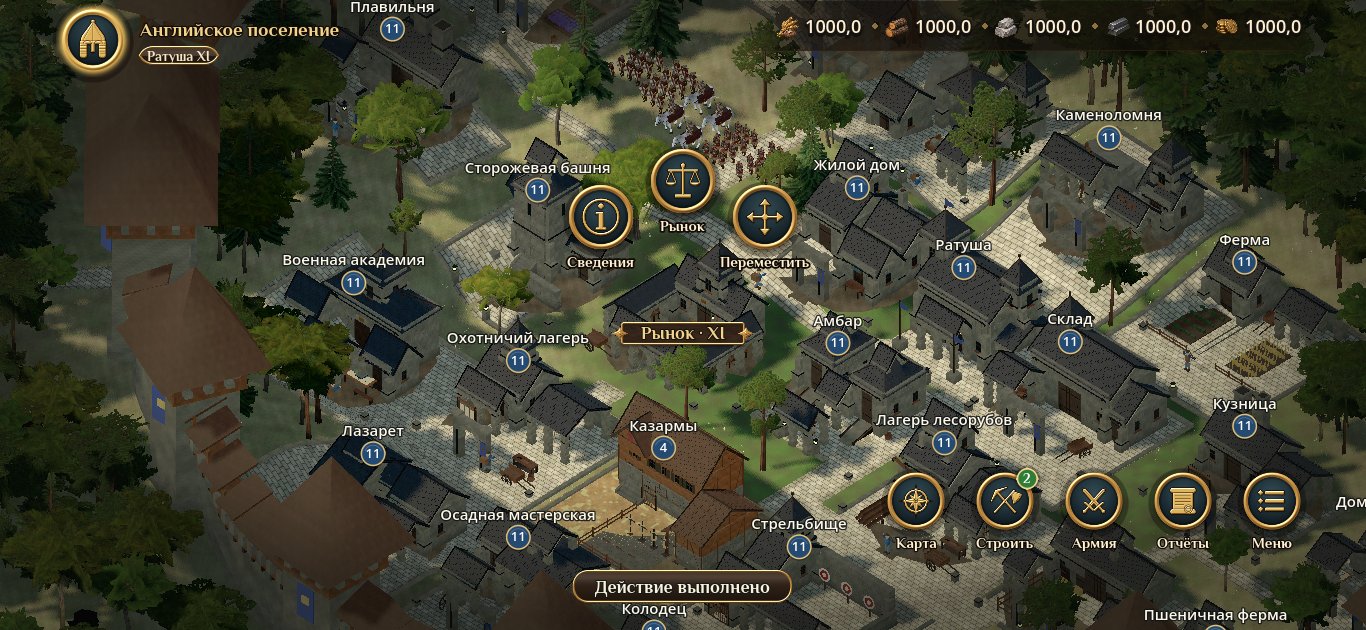 Плавильня
11
Английское поселение
Ратуша XI
1000,0 1000,0 1000,0 1000,0 1000,0
Каменоломня
11
Сторожевая башня
11
Жилой дом
11
Рынок
Сведения
Переместить
Ратуша
11
Ферма
11
Военная академия
11
Рынок · XI
Амбар
11
Склад
11
Охотничий лагерь
11
Кузница
11
Казармы
4
Лагерь лесорубов
11
Лазарет
11
2
Карта
Строить
Армия
Отчёты
Меню
Дом
Осадная мастерская
11
Стрельбище
11
Действие выполнено
Колодец
11
Пшеничная ферма